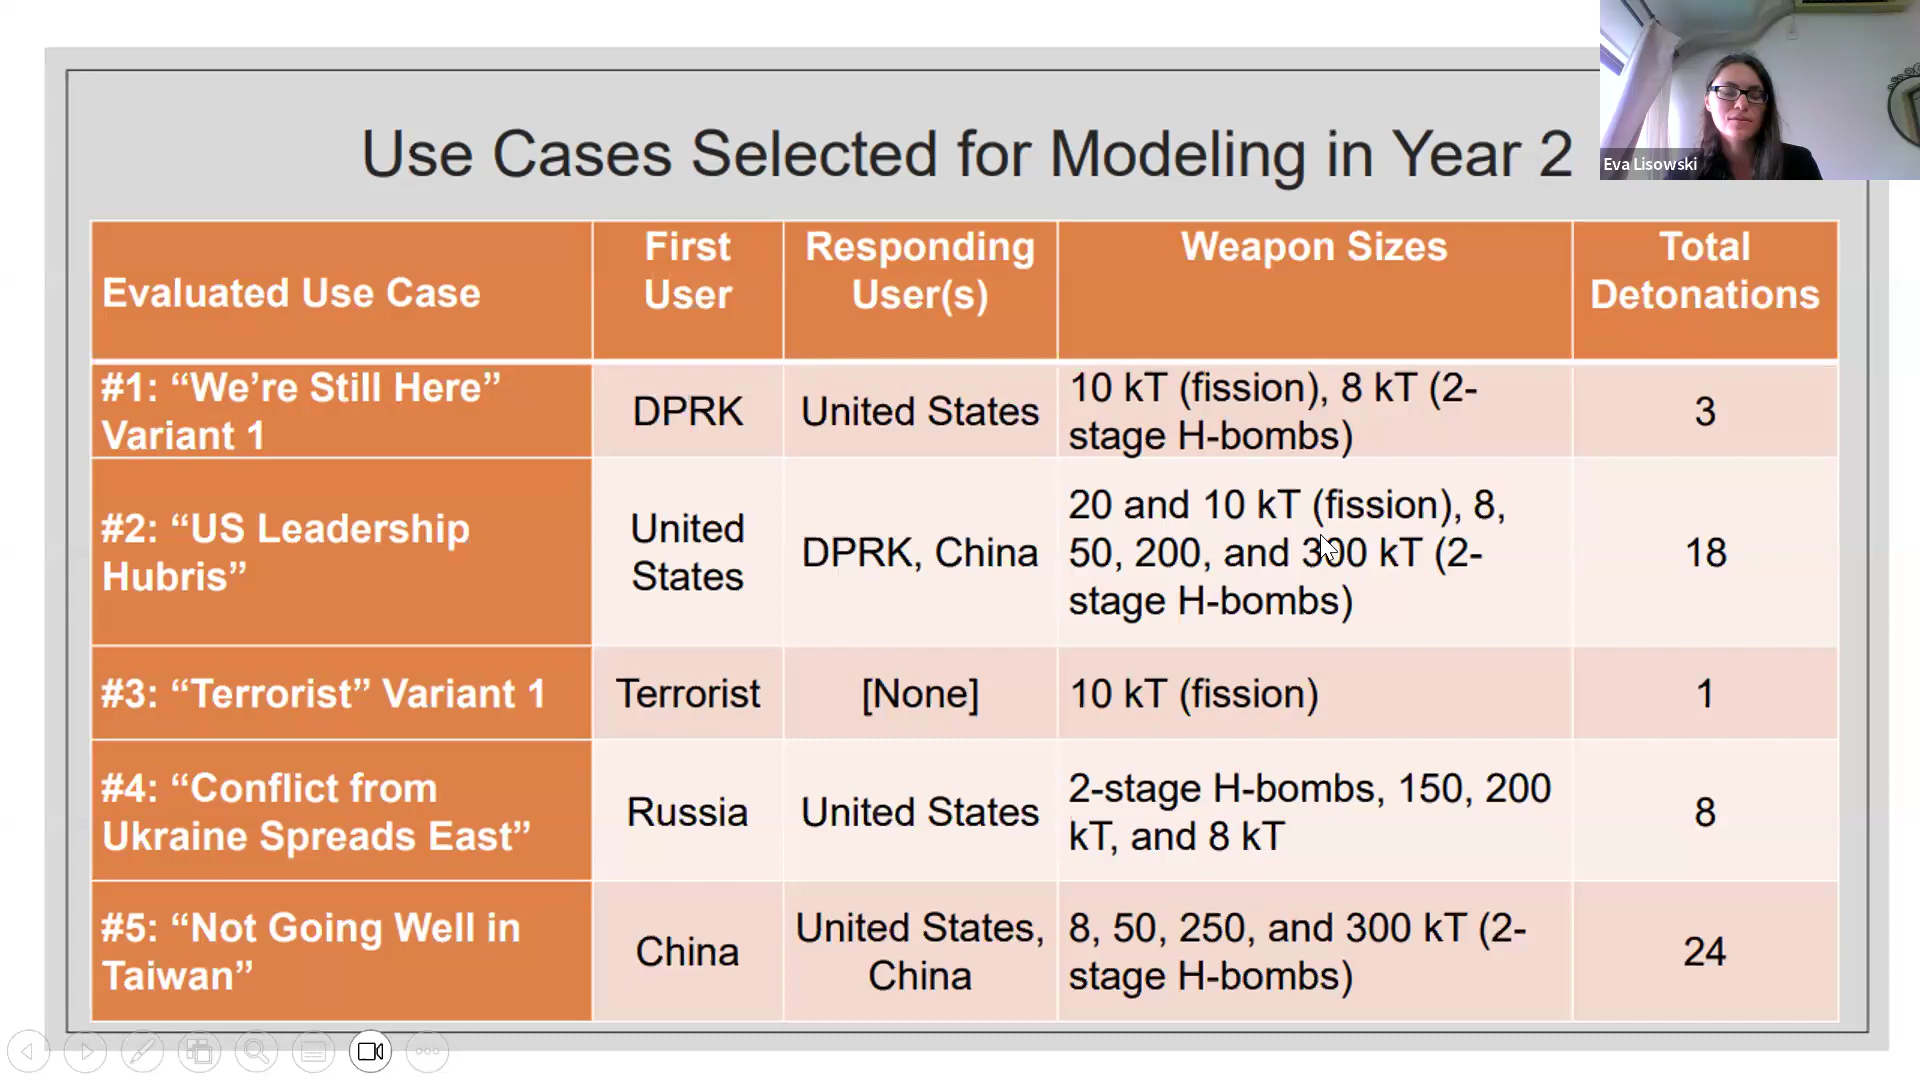 Use Cases Selected for Modeling in Year 2
Eva Lisowski
Evaluated Use Case
First
User
Responding
User(s)
Weapon Sizes
Total
Detonations
#1: “We’re Still Here”
Variant 1
DPRK
United States
10 kT (fission), 8 kT (2-
stage H-bombs)
3
#2: “US Leadership
Hubris”
United
States
DPRK, China
20 and 10 kT (fission), 8,
50, 200, and 300 kT (2-
stage H-bombs)
18
#3: “Terrorist” Variant 1
Terrorist
[None]
10 kT (fission)
1
#4: “Conflict from
Ukraine Spreads East”
Russia
United States
2-stage H-bombs, 150, 200
kT, and 8 kT
8
#5: “Not Going Well in
Taiwan”
China
United States,
China
8, 50, 250, and 300 kT (2-
stage H-bombs)
24